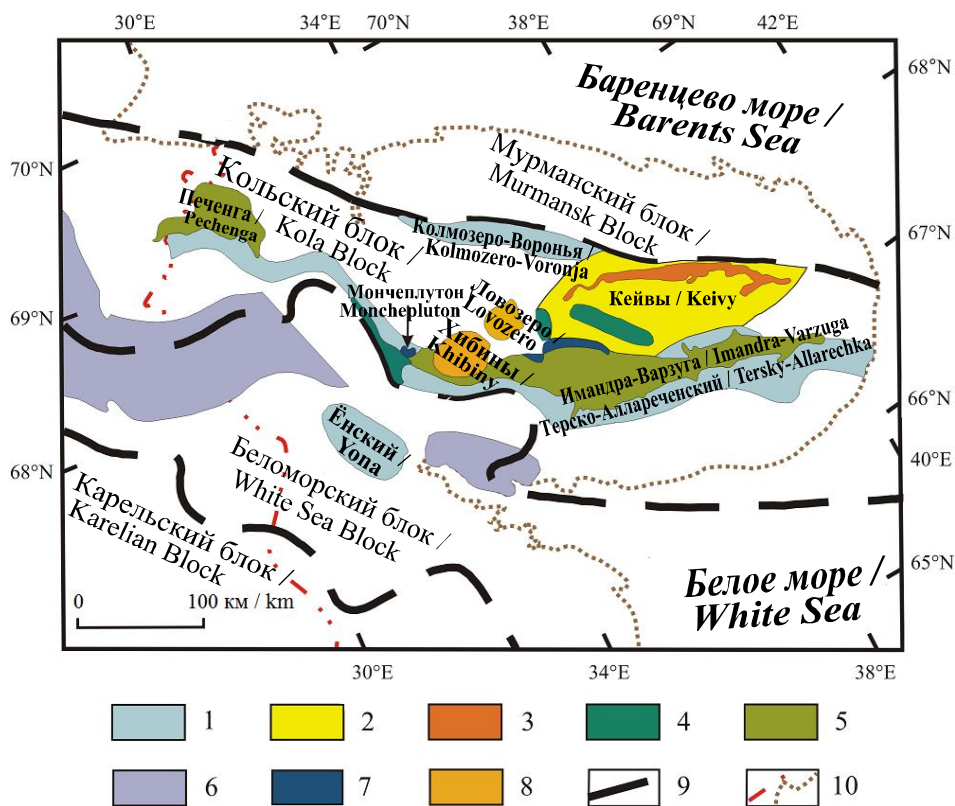 30°E 34°E 70°N 38°E 69°N 42°E
68°N
Баренцево море /
Barents Sea
70°N
Мурманский блок /
Murmansk Block
Кольский блок /
Kola Block
Печенга /
Pechenga
Колмозеро-Воронья /
Kolmozero-Voronja
67°N
Кейвы / Keivy
Мончеплутон
Monchepluton
Ловозеро /
Lovozero
69°N
Хибины /
Khibiny
Имандра-Варзуга / Imandra-Varzuga
Терско-Аллареченский / Tersky-Allarechka
66°N
Ёнский /
Yona
40°E
68°N
Беломорский блок /
White Sea Block
Карельский блок /
Karelian Block
65°N
Белое море /
White Sea
0 100 км / km
30°E 34°E 38°E
1 2 3 4 5
6 7 8 9 10